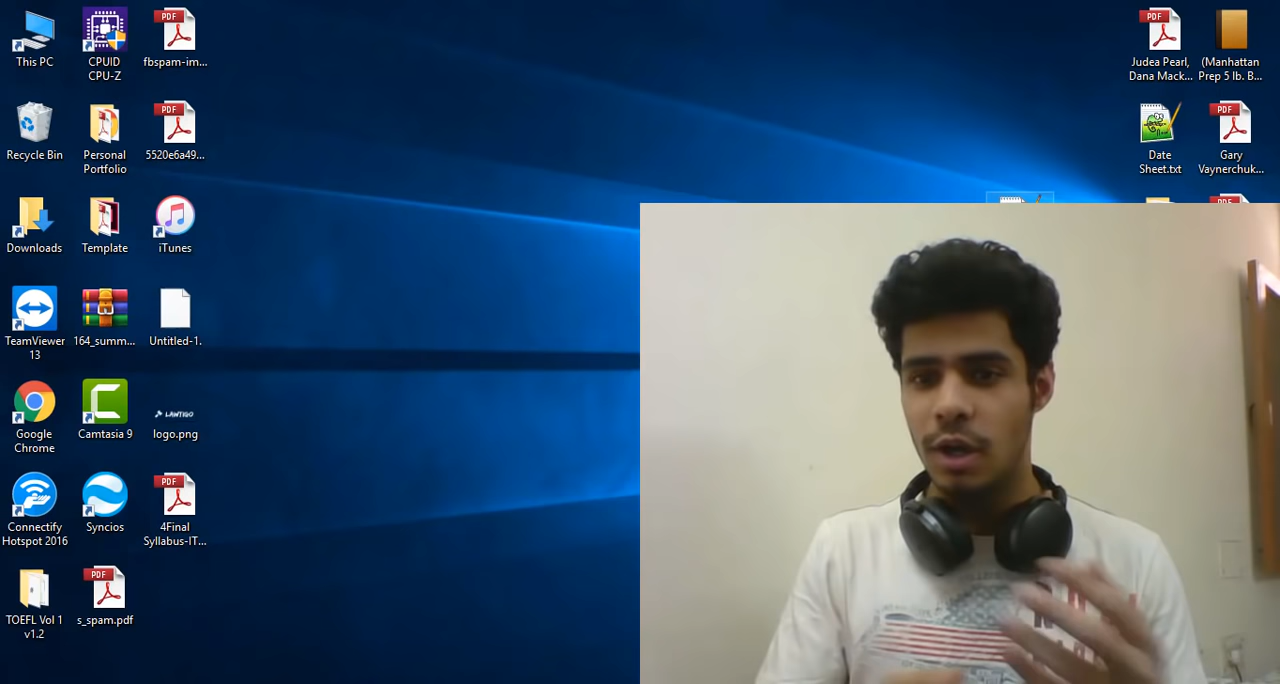 This PC
CPUID
CPU-Z
fbspam-im...
Recycle Bin
Personal
Portfolio
5520e6a49...
Downloads
Template
iTunes
TeamViewer
13
164_summ...
Untitled-1.
Google
Chrome
Camtasia 9
LAWTIGO
logo.png
Connectify
Hotspot 2016
Syncios
4Final
Syllabus-IT...
TOEFL Vol 1
v1.2
s_spam.pdf
Judea Pearl,
Dana Mack...
(Manhattan
Prep 5 lb. B...
Date
Sheet.txt
Gary
Vaynerchuk...
PDF
PDF
PDF
PDF
PDF
PDF
PDF